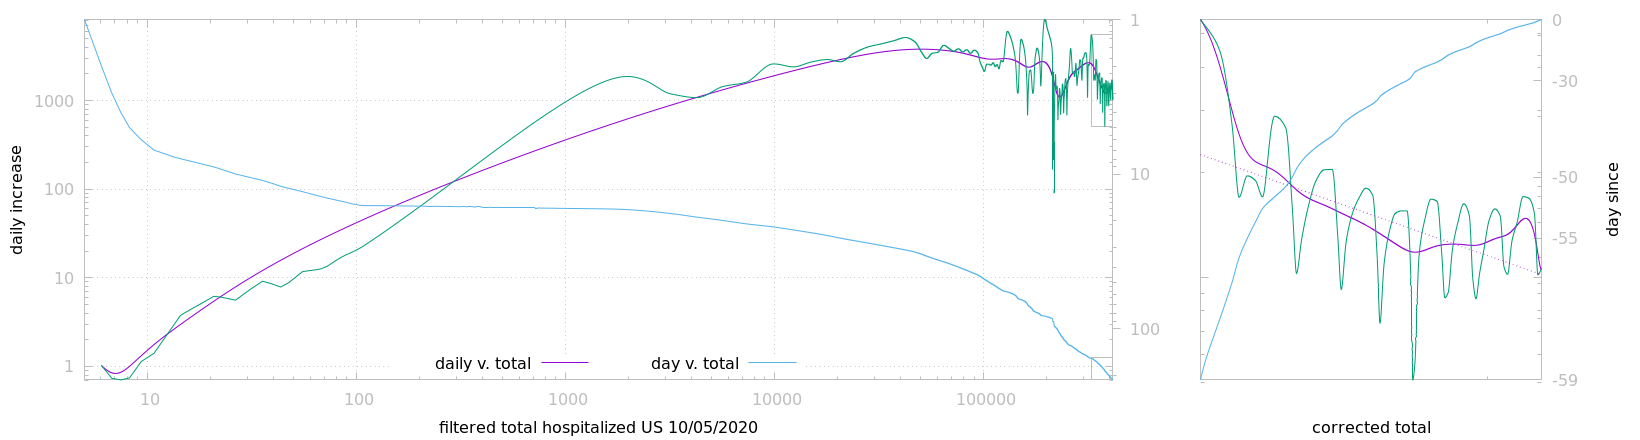 daily increase
1000
100
10
1
10
100
1000
10000
100000
1
10
100
daily v. total
day v. total
filtered total hospitalized US 10/05/2020
0
-30
-50
-55
-59
day since
corrected total